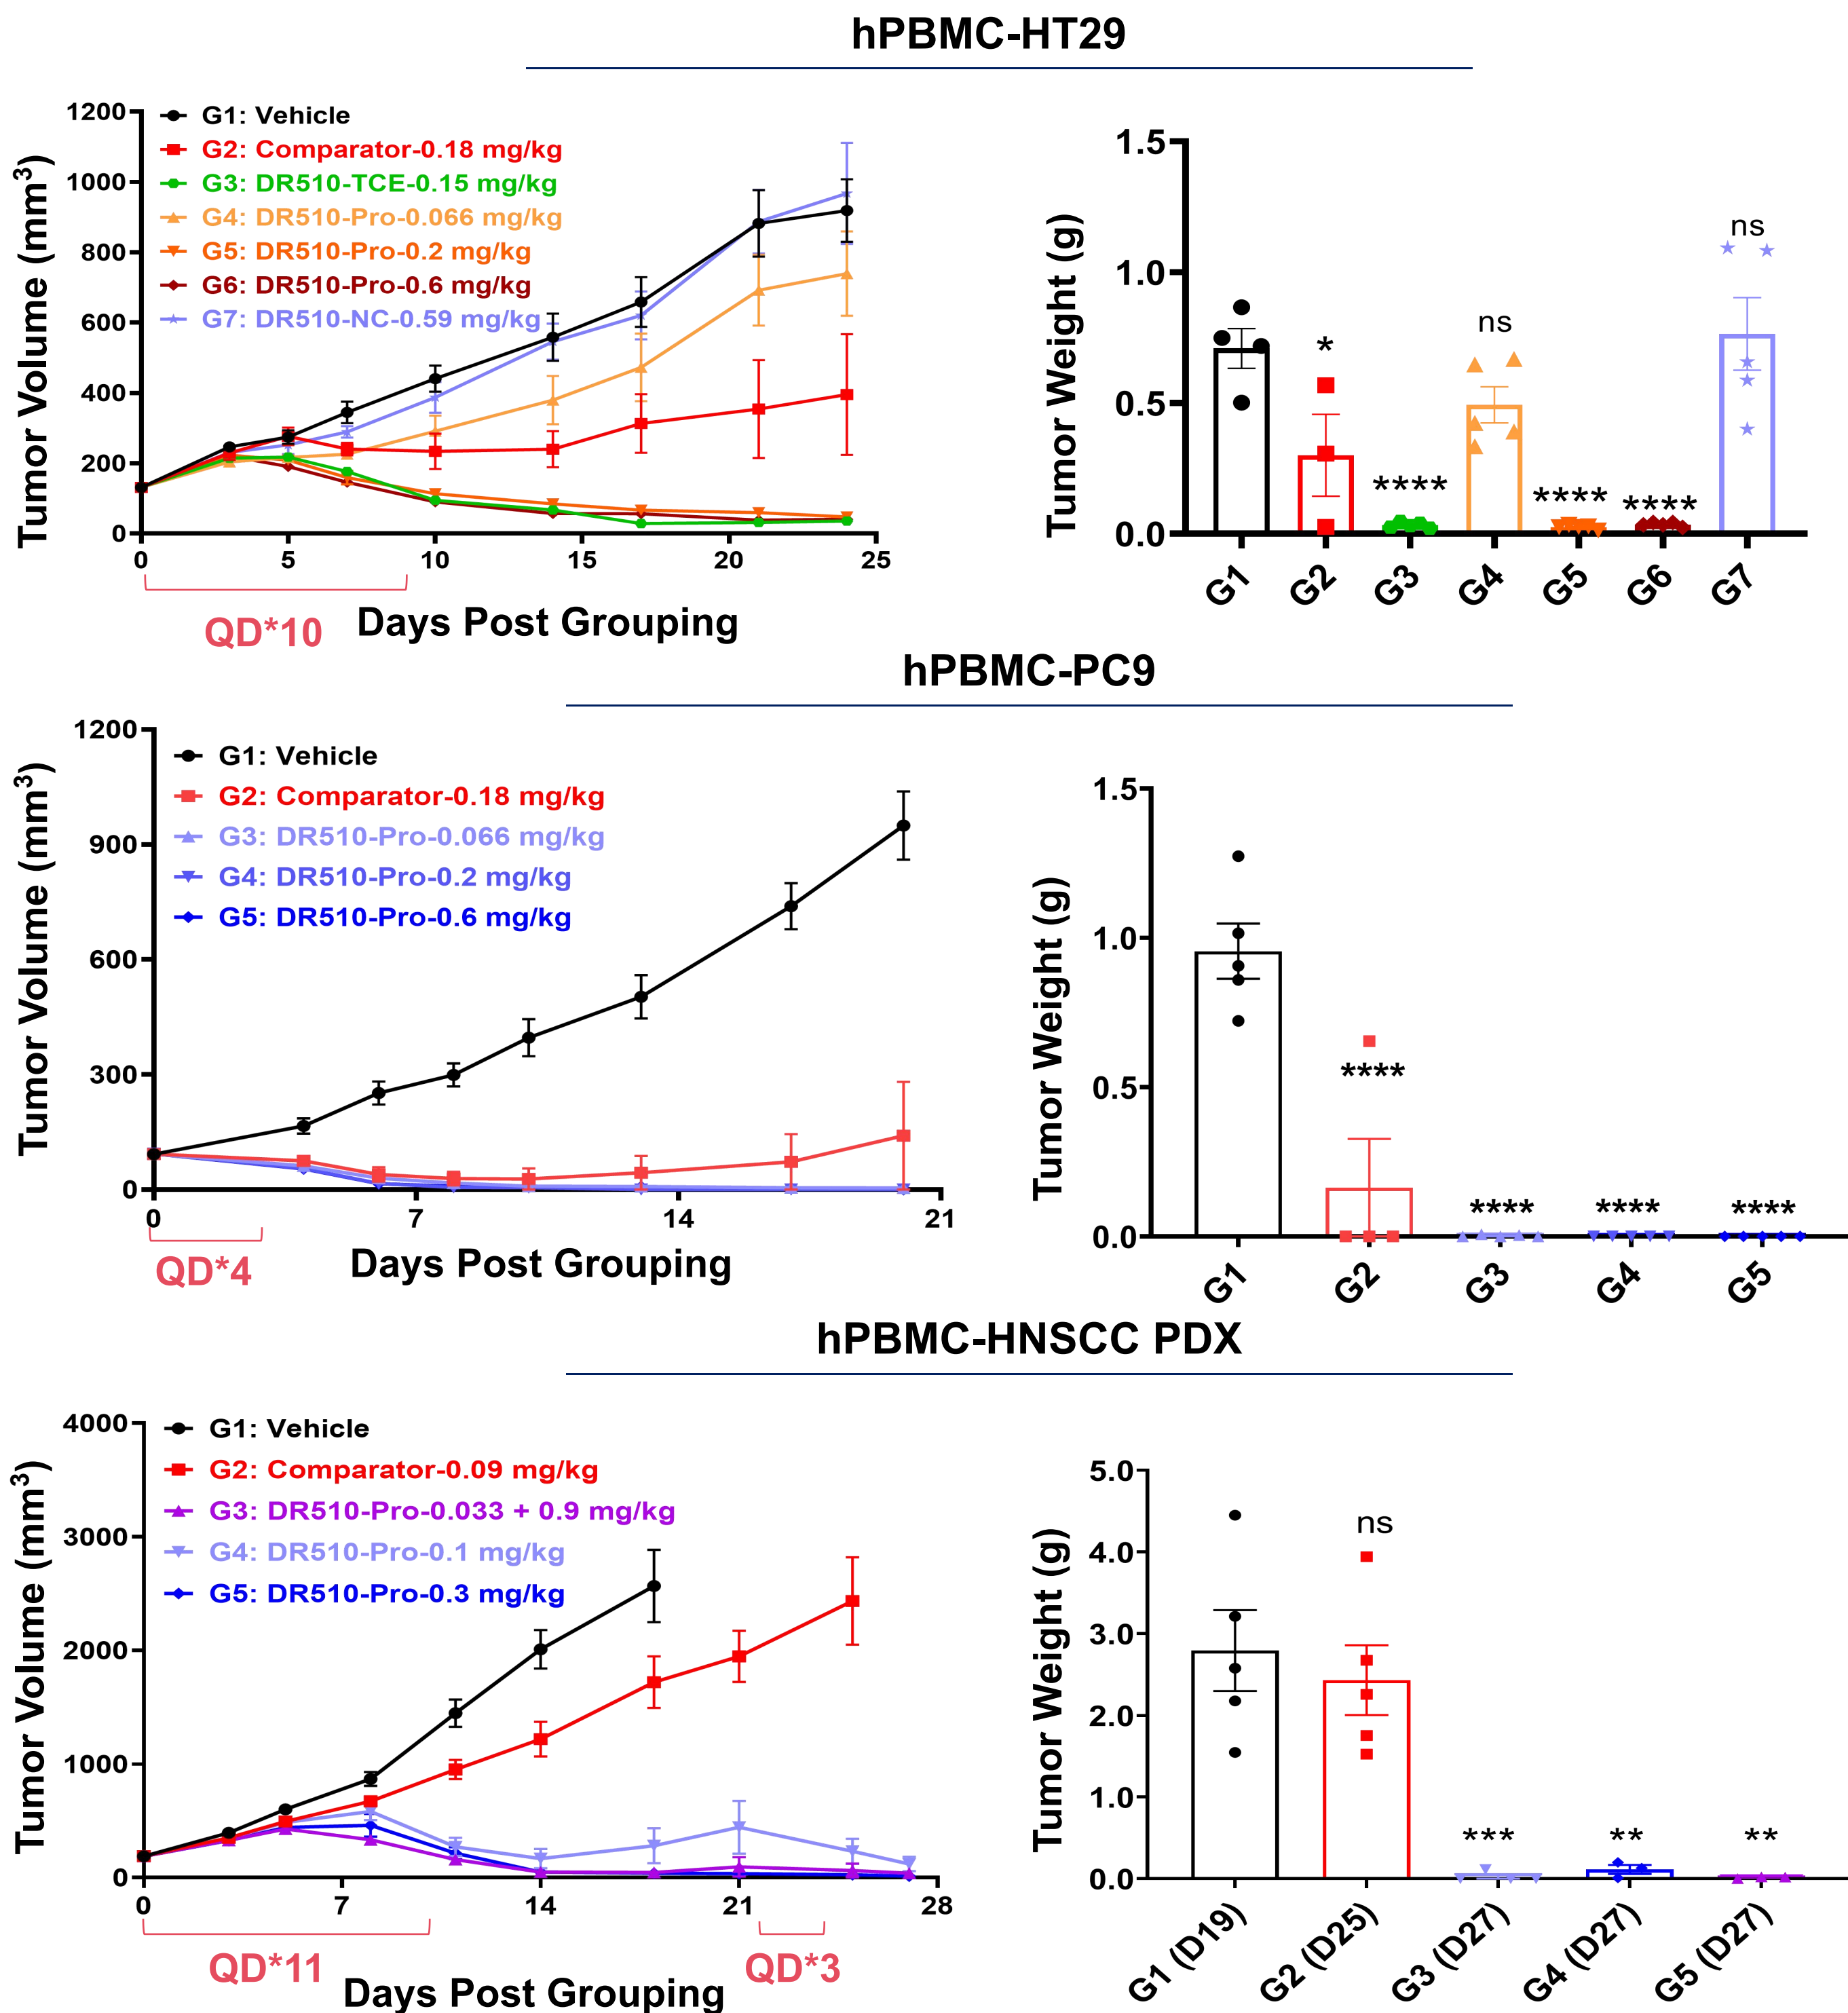 hPBMC-HT29
Tumor Volume (mm³)
1200
1000
800
600
400
200
0
G1: Vehicle
G2: Comparator-0.18 mg/kg
G3: DR510-TCE-0.15 mg/kg
G4: DR510-Pro-0.066 mg/kg
G5: DR510-Pro-0.2 mg/kg
G6: DR510-Pro-0.6 mg/kg
G7: DR510-NC-0.59 mg/kg
0 5 10 15 20 25
QD*10
Days Post Grouping
Tumor Weight (g)
1.5
1.0
0.5
0.0
* **** ns **** **** ns
G1 G2 G3 G4 G5 G6 G7
hPBMC-PC9
Tumor Volume (mm³)
1200
900
600
300
0
G1: Vehicle
G2: Comparator-0.18 mg/kg
G3: DR510-Pro-0.066 mg/kg
G4: DR510-Pro-0.2 mg/kg
G5: DR510-Pro-0.6 mg/kg
0 7 14 21
QD*4
Days Post Grouping
Tumor Weight (g)
1.5
1.0
0.5
0.0
**** **** **** ****
G1 G2 G3 G4 G5
hPBMC-HNSCC PDX
Tumor Volume (mm³)
4000
3000
2000
1000
0
G1: Vehicle
G2: Comparator-0.09 mg/kg
G3: DR510-Pro-0.033 + 0.9 mg/kg
G4: DR510-Pro-0.1 mg/kg
G5: DR510-Pro-0.3 mg/kg
0 7 14 21 28
QD*11
QD*3
Days Post Grouping
Tumor Weight (g)
5.0
4.0
3.0
2.0
1.0
0.0
ns *** ** **
G1 (D19) G2 (D25) G3 (D27) G4 (D27) G5 (D27)